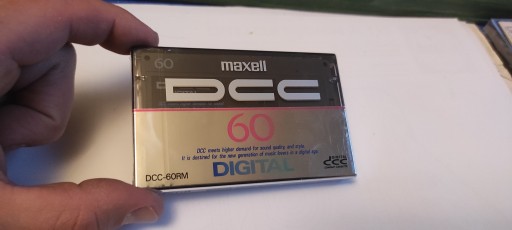 60
maxell
DCC
60
DCC meets higher demand for sound quality and style.
It is destined for the new generation of music lovers in a digital age.
DIGITAL
DCC-60RM
dcc